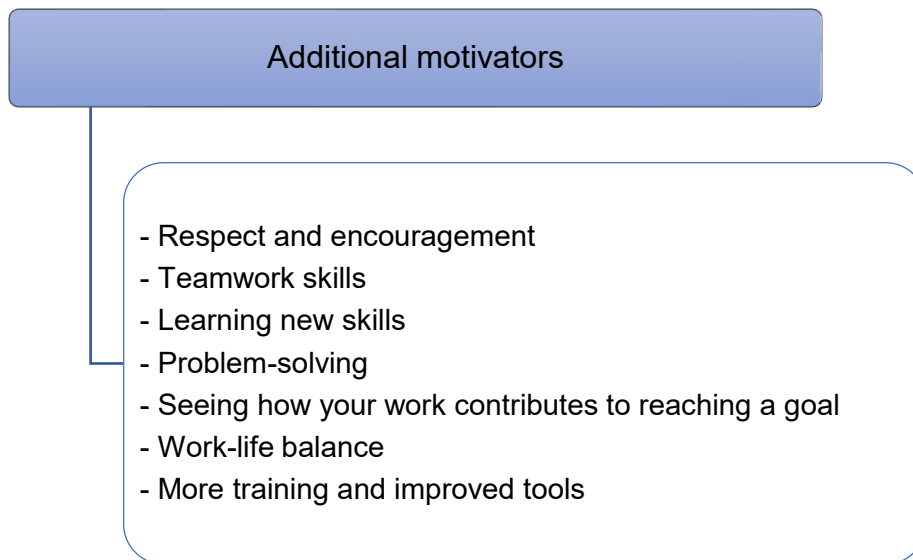 Additional motivators
- Respect and encouragement
- Teamwork skills
- Learning new skills
- Problem-solving
- Seeing how your work contributes to reaching a goal
- Work-life balance
- More training and improved tools